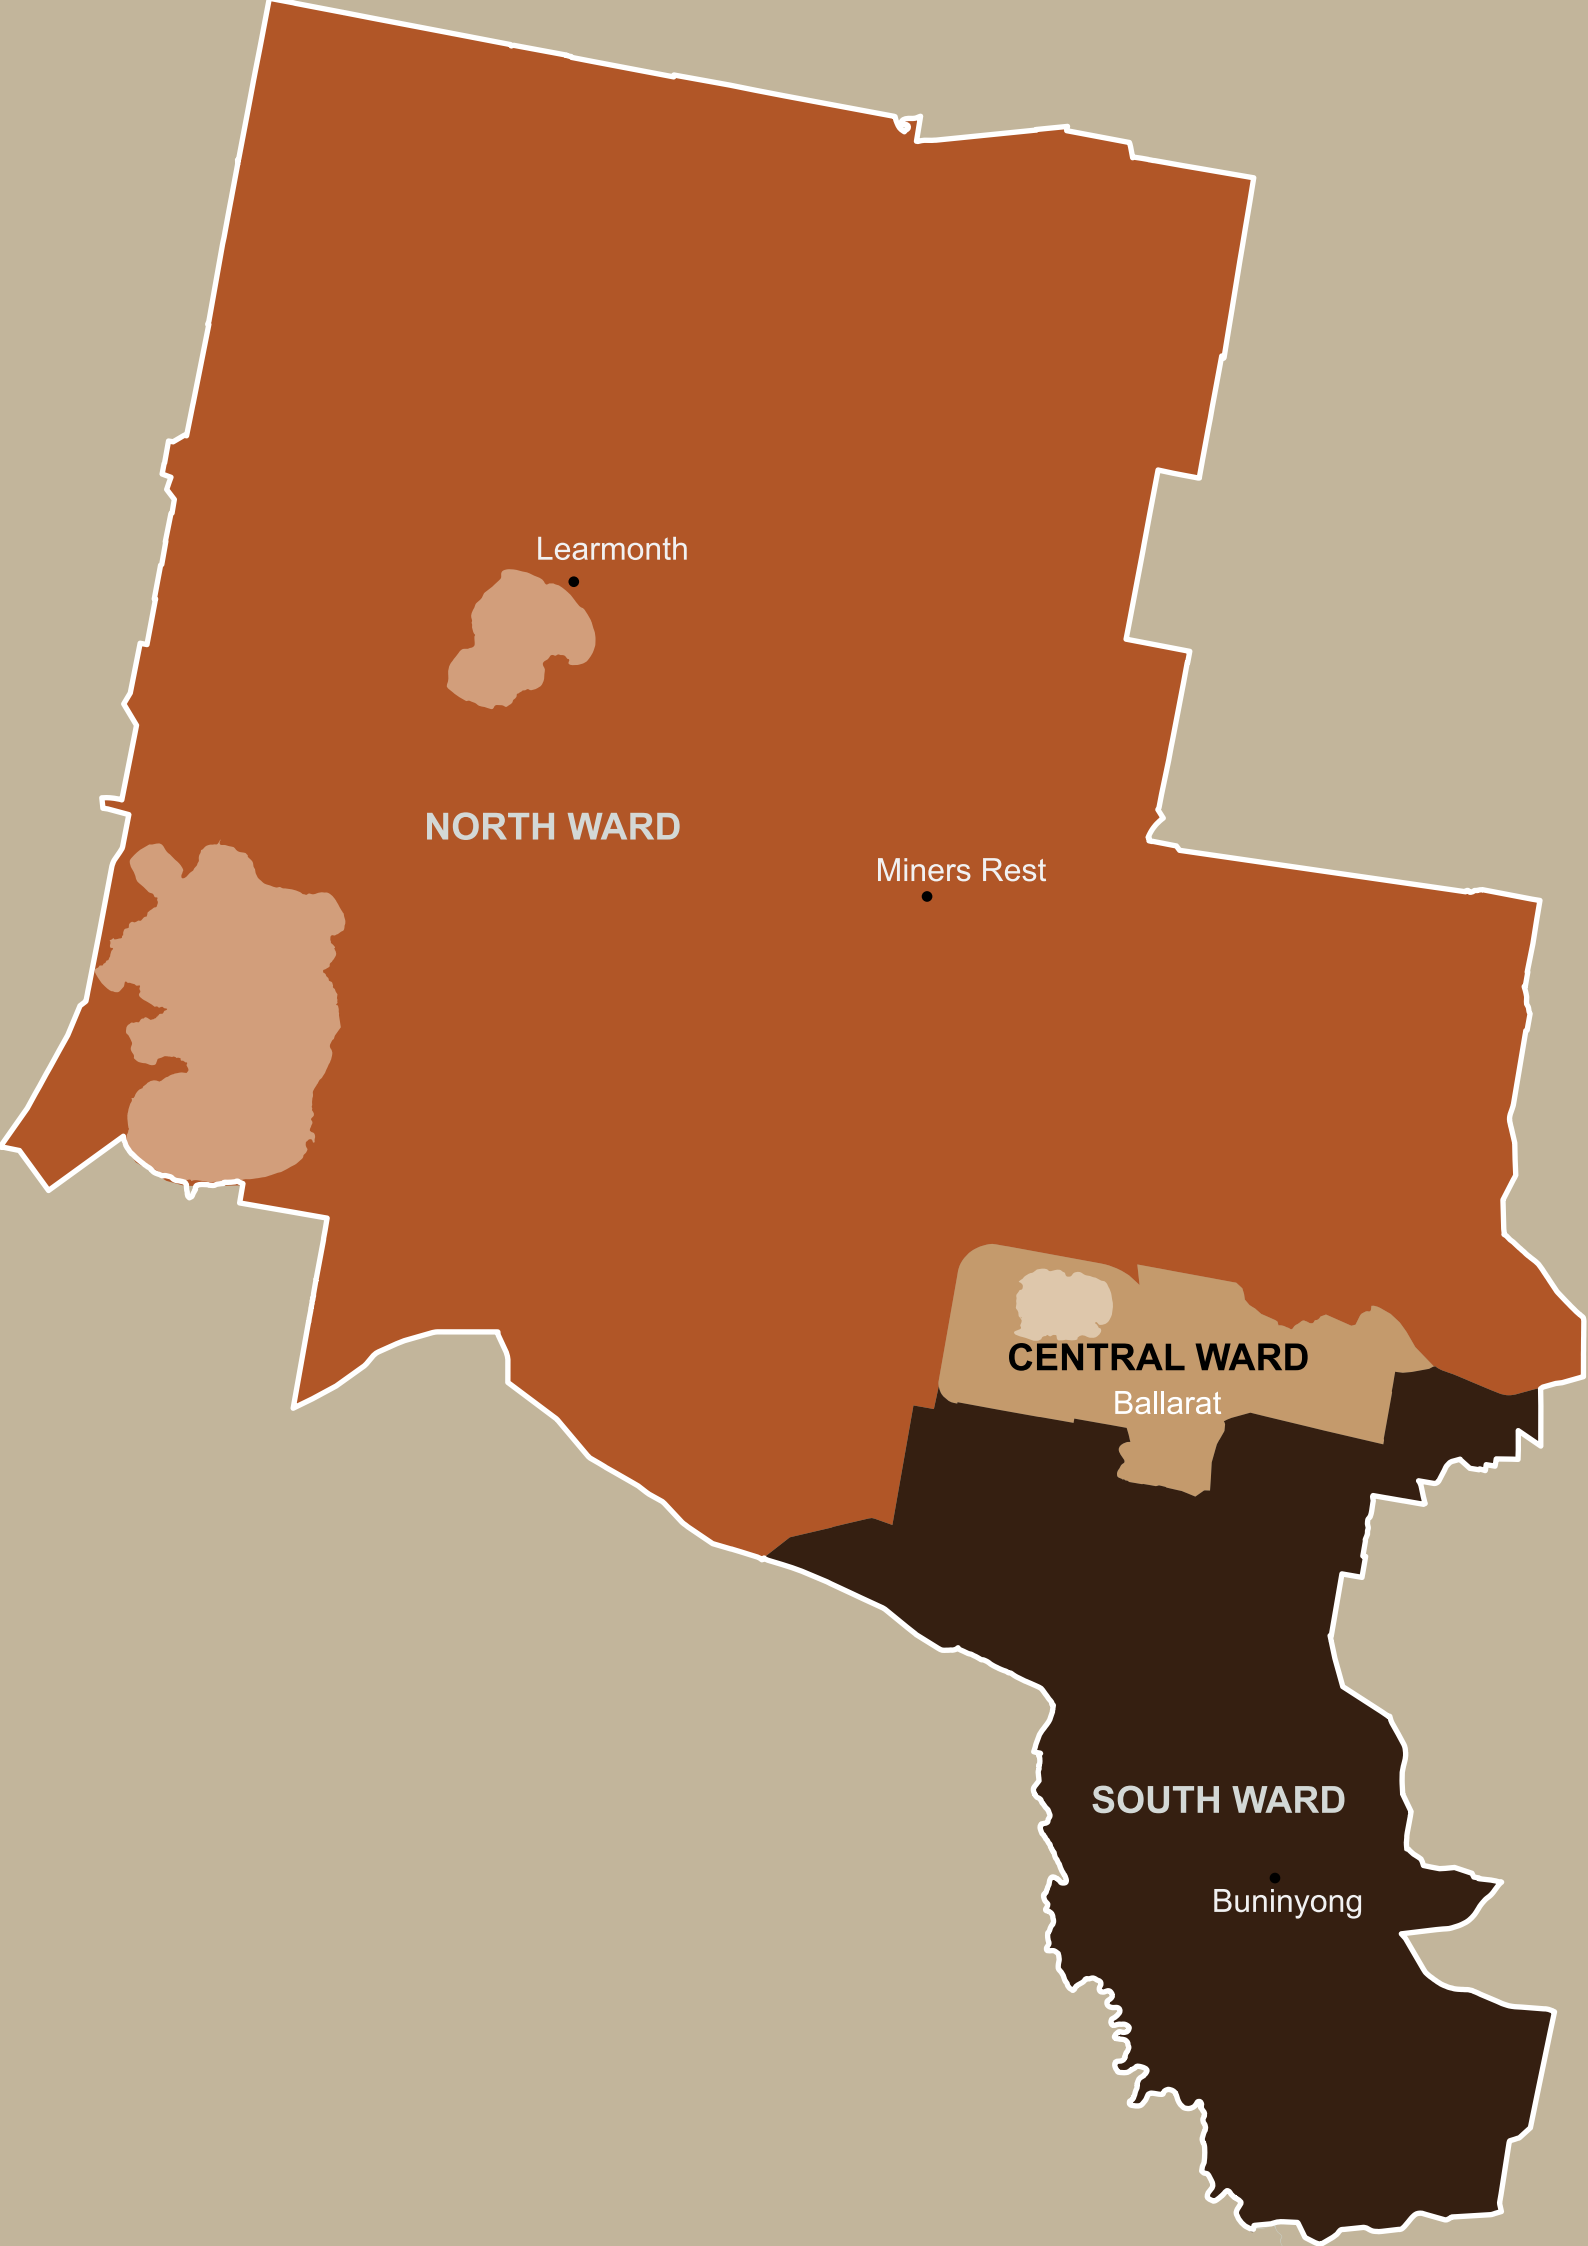 Learmonth
NORTH WARD
Miners Rest
CENTRAL WARD
Ballarat
SOUTH WARD
Buninyong